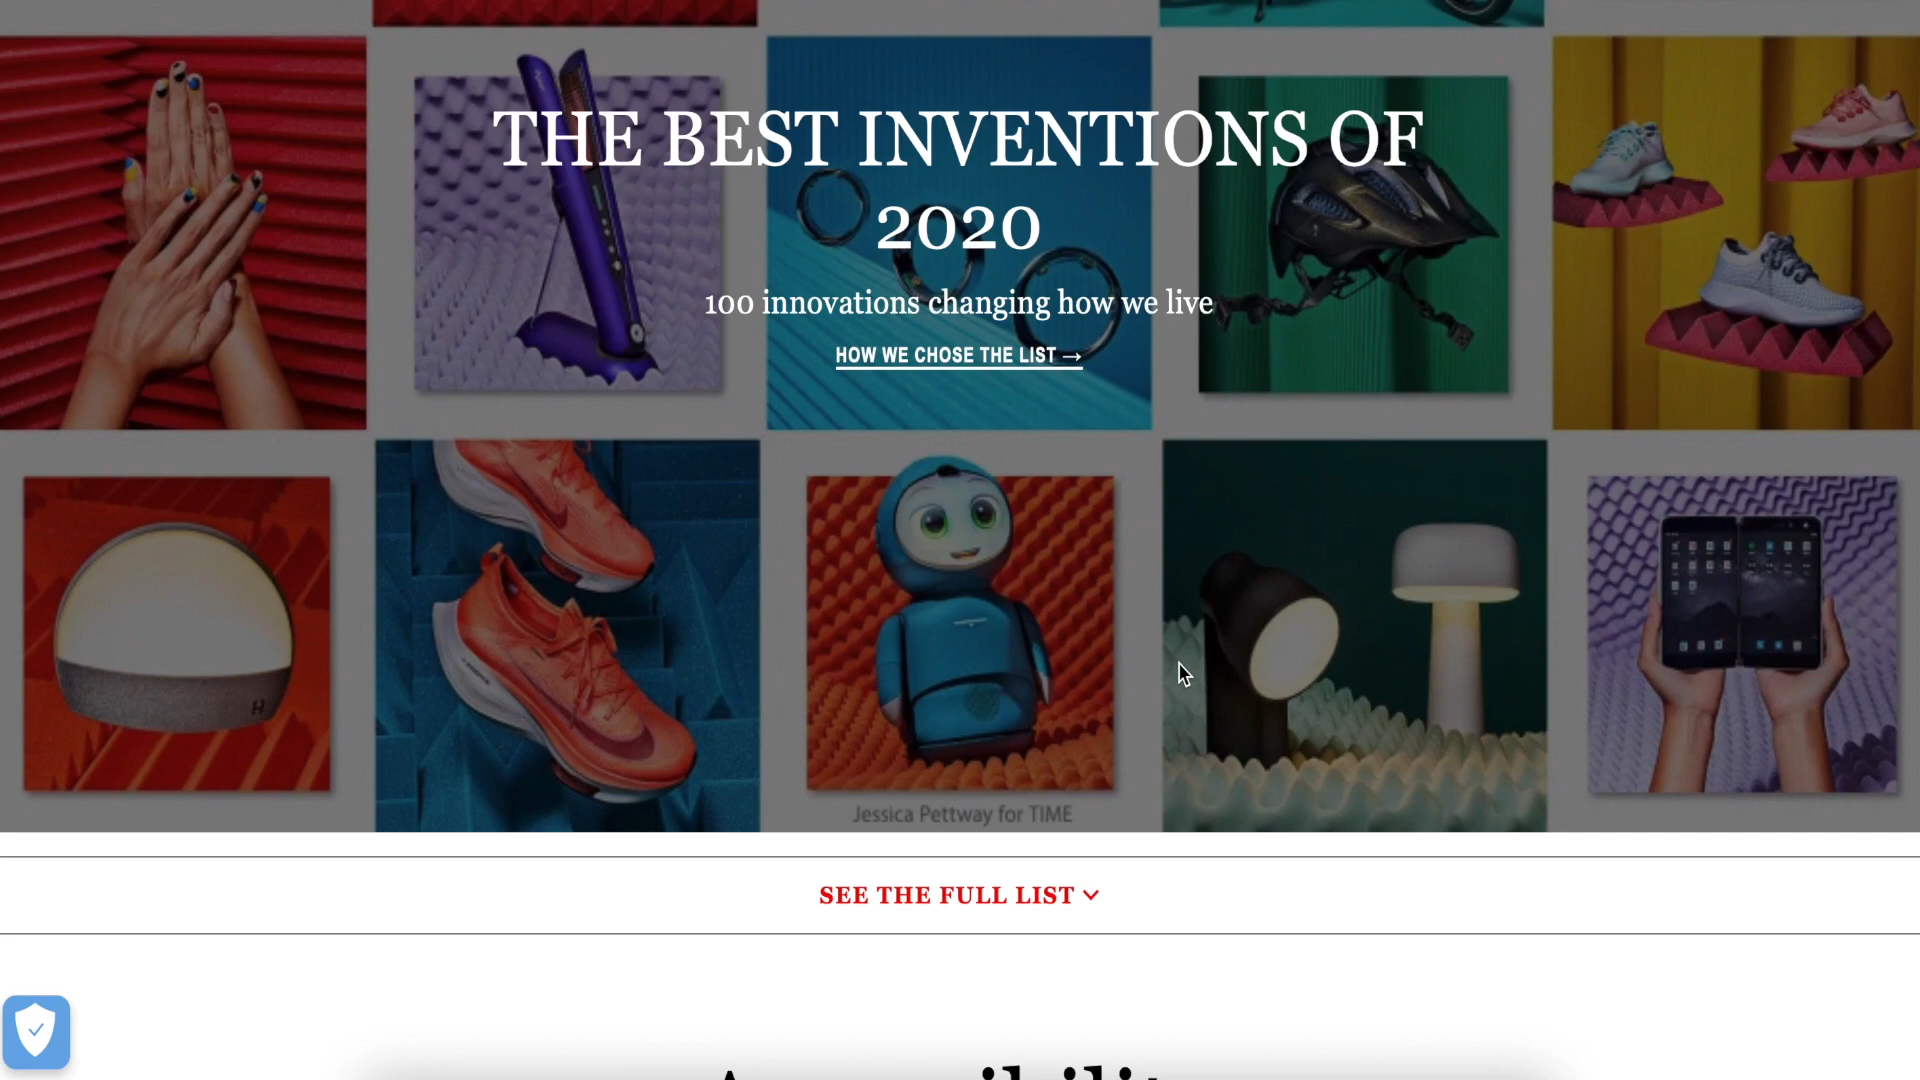 THE BEST INVENTIONS OF
2020
100 innovations changing how we live
HOW WE CHOSE THE LIST →
Jessica Pettway for TIME
SEE THE FULL LIST